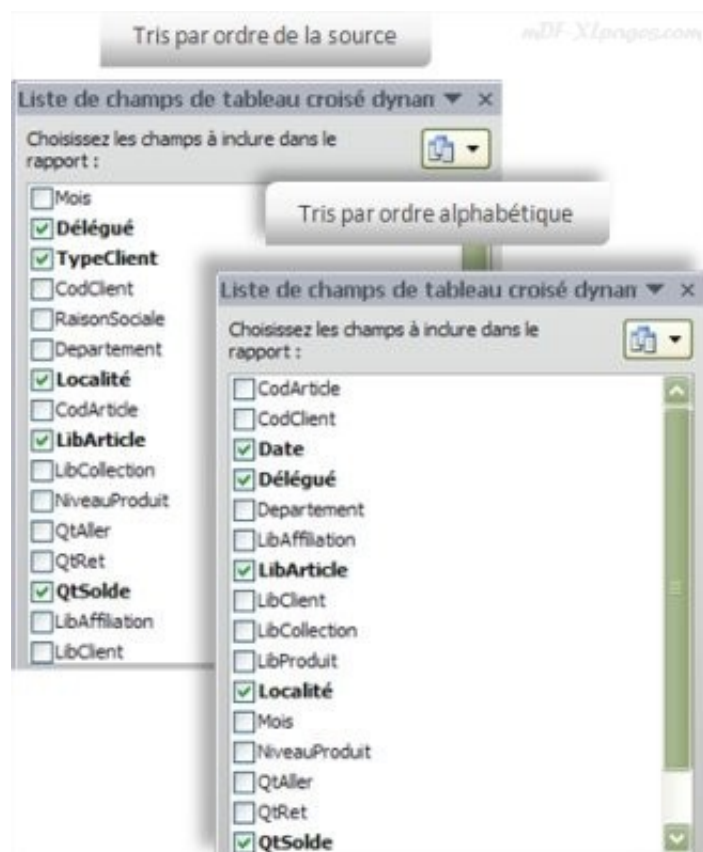 Tris par ordre de la source
mDF-XLpages.com
Liste de champs de tableau croisé dynan
Choisissez les champs à inclure dans le
rapport :
Mois
Délégué
TypeClient
CodClient
RaisonSociale
Departement
Localité
CodArticle
LibArticle
LibCollection
NiveauProduit
QtAller
QtRet
QtSolde
LibAffiliation
LibClient
Tris par ordre alphabétique
Liste de champs de tableau croisé dynan
Choisissez les champs à inclure dans le
rapport :
CodArticle
CodClient
Date
Délégué
Departement
LibAffiliation
LibArticle
LibClient
LibCollection
LibProduit
Localité
Mois
NiveauProduit
QtAller
QtRet
QtSolde